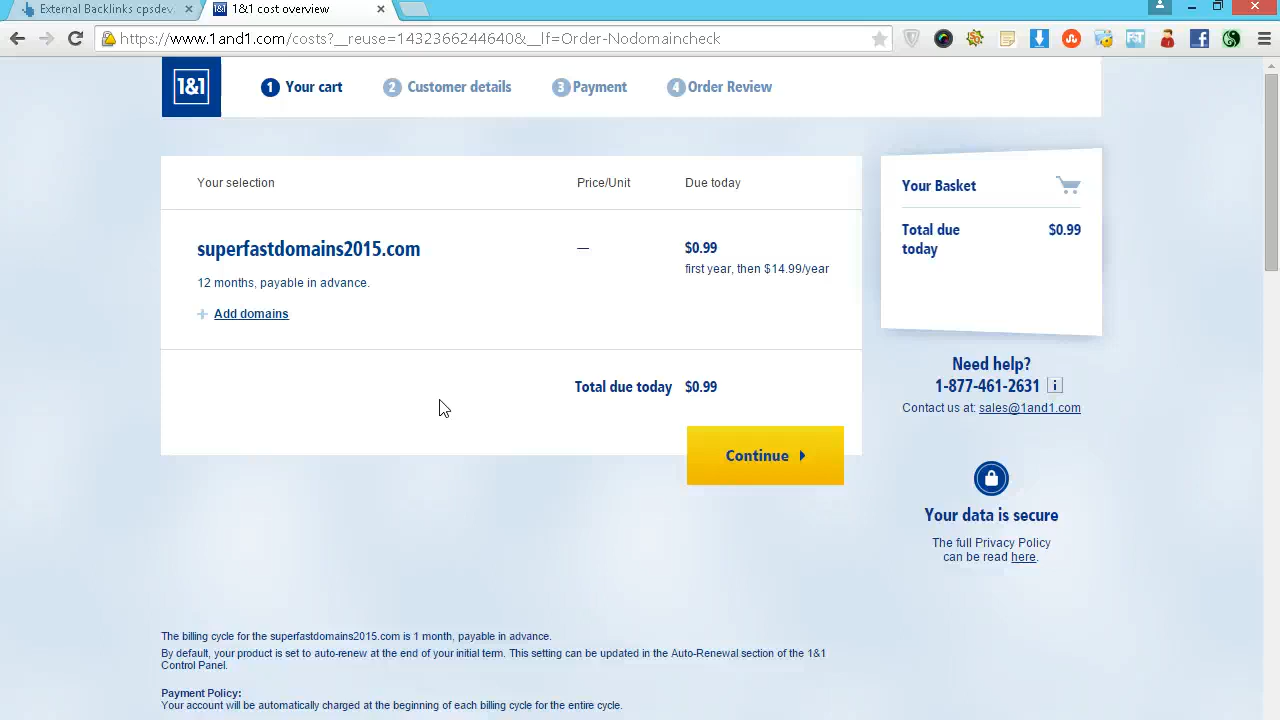 External Backlinks cpsdev.
1&1 cost overview
https://www.1and1.com/costs?__reuse=1432366244640&__lf=Order-Nodomaincheck
1&1
1 Your cart
2 Customer details
3 Payment
4 Order Review
Your selection
Price/Unit
Due today
superfastdomains2015.com
—
$0.99
first year, then $14.99/year
12 months, payable in advance.
+ Add domains
Total due today $0.99
Continue
Your Basket
Total due
today
$0.99
Need help?
1-877-461-2631 i
Contact us at: sales@1and1.com
Your data is secure
The full Privacy Policy
can be read here.
The billing cycle for the superfastdomains2015.com is 1 month, payable in advance.
By default, your product is set to auto-renew at the end of your initial term. This setting can be updated in the Auto-Renewal section of the 1&1
Control Panel.
Payment Policy:
Your account will be automatically charged at the beginning of each billing cycle for the entire cycle.